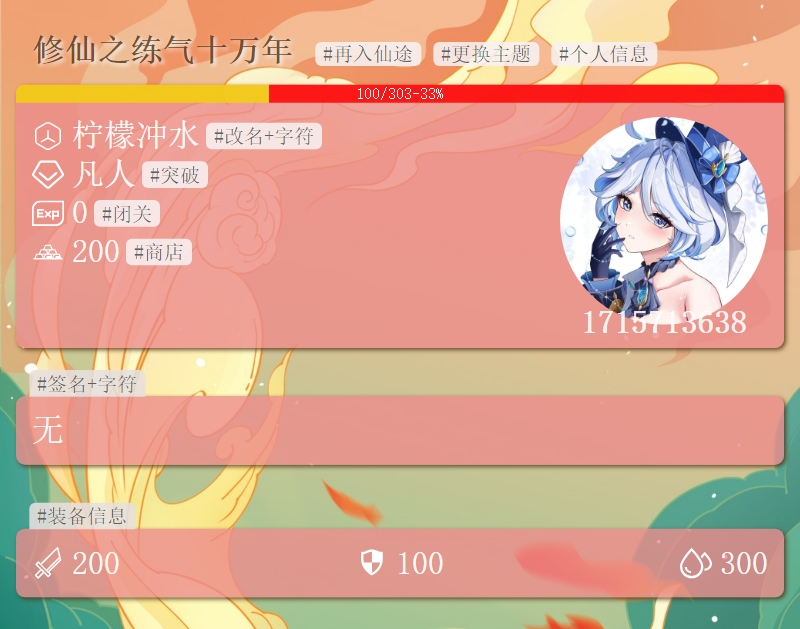 修仙之练气十万年 #再入仙途 #更换主题 #个人信息
100/303-33%
柠檬冲水 #改名+字符
凡人 #突破
Exp 0 #闭关
200 #商店
1715713638
#签名+字符
无
#装备信息
200 100 300